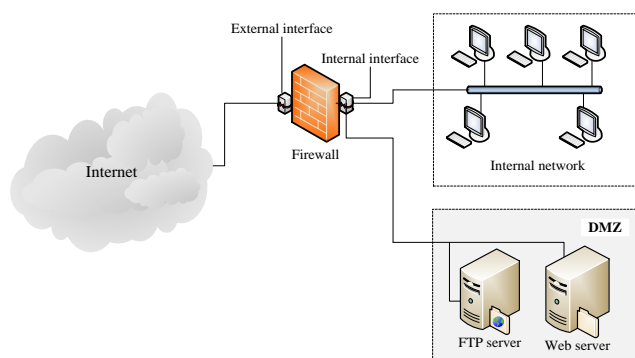 External interface
Internal interface
Firewall
Internet
Internal network
DMZ
FTP server
Web server